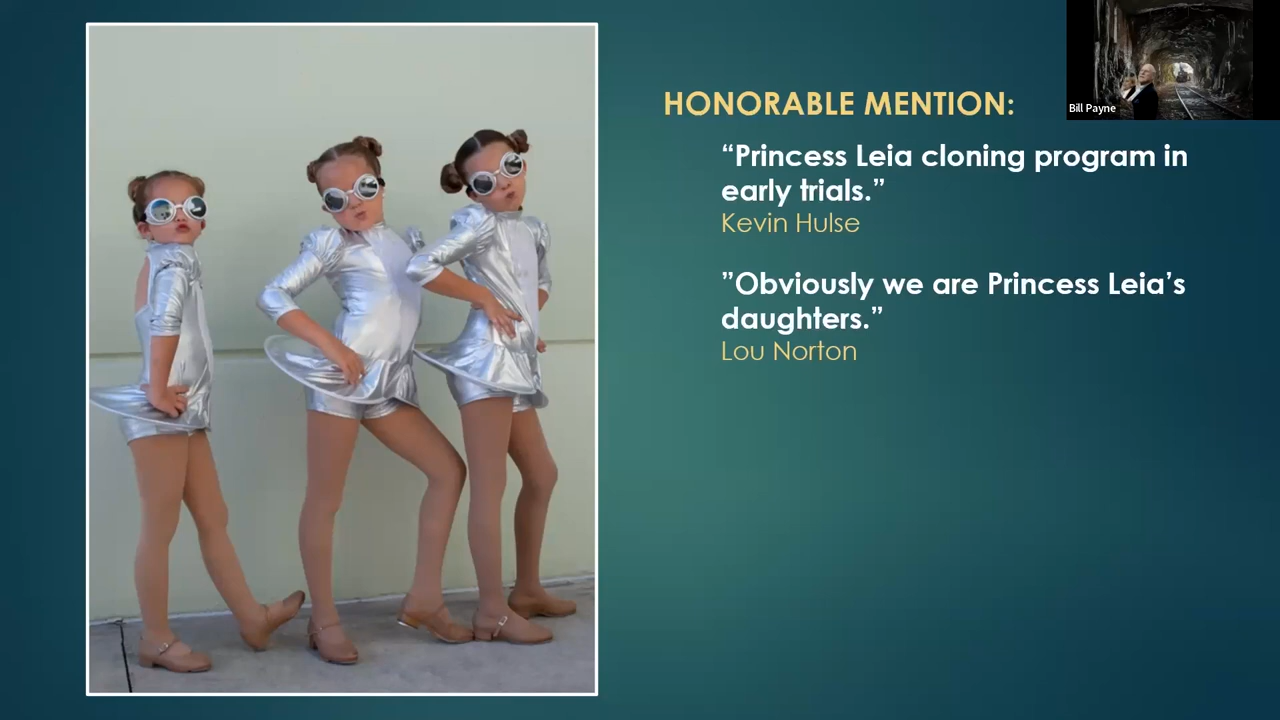 HONORABLE MENTION:
Bill Payne
“Princess Leia cloning program in
early trials.”
Kevin Hulse
”Obviously we are Princess Leia’s
daughters.”
Lou Norton